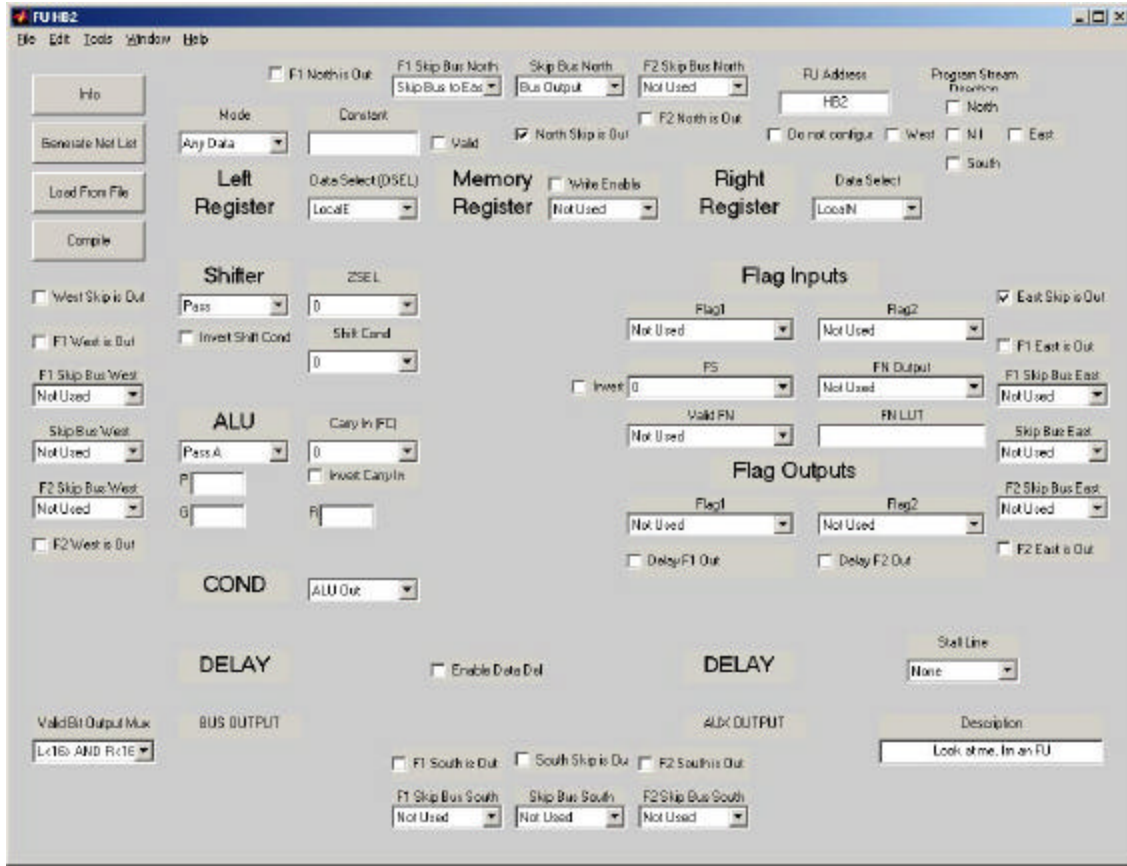 FU HB2
File Edit Tools Window Help
F1 North is Out
F1 Skip Bus North
Skip Bus to Eas
Skip Bus North
Bus Output
F2 Skip Bus North
Not Used
FU Address
HB2
Program Stream
Direction
Info
North
Mode
Constant
F2 North is Out
Generate Net List
Any Data
Valid
North Skip is Out
Do not configur
West
Nil
East
South
Load From File
Left
Register
Data Select (DSEL)
LocalE
Memory
Register
Write Enable
Not Used
Right
Register
Data Select
LocalN
Compile
Shifter
ZSEL
Flag Inputs
West Skip is Out
Pass
0
East Skip is Out
Flag1
Flag2
Not Used
Not Used
F1 West is Out
Invert Shift Cond
Shift Cond
0
F1 East is Out
F1 Skip Bus West
Not Used
FS
FN Output
Invert
0
Not Used
F1 Skip Bus East
Not Used
ALU
Carry In (FC)
Valid FN
FN LUT
Skip Bus West
Not Used
Pass A
0
Not Used
Skip Bus East
Not Used
P
Invert Carry In
Flag Outputs
F2 Skip Bus West
Not Used
G
R
Flag1
Flag2
Not Used
Not Used
F2 Skip Bus East
Not Used
F2 West is Out
Delay F1 Out
Delay F2 Out
F2 East is Out
COND
ALU Out
Stall Line
None
DELAY
Enable Data Del
DELAY
Valid Bit Output Mux
L<16> AND R<16
BUS OUTPUT
AUX OUTPUT
Description
Look at me, Im an FU
F1 South is Out
South Skip is Ou
F2 South is Out
F1 Skip Bus South
Skip Bus South
F2 Skip Bus South
Not Used
Not Used
Not Used